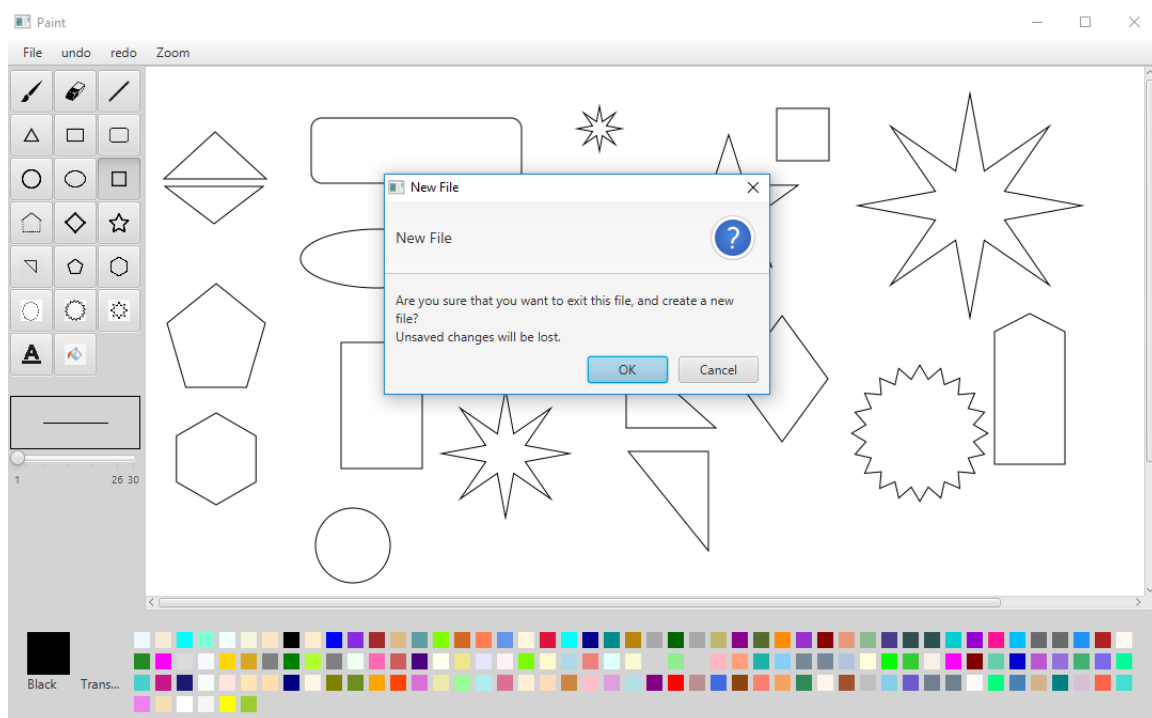 Paint
File undo redo Zoom
New File
New File
?
Are you sure that you want to exit this file, and create a new
file?
Unsaved changes will be lost.
OK Cancel
A
1 26 30
Black Trans...